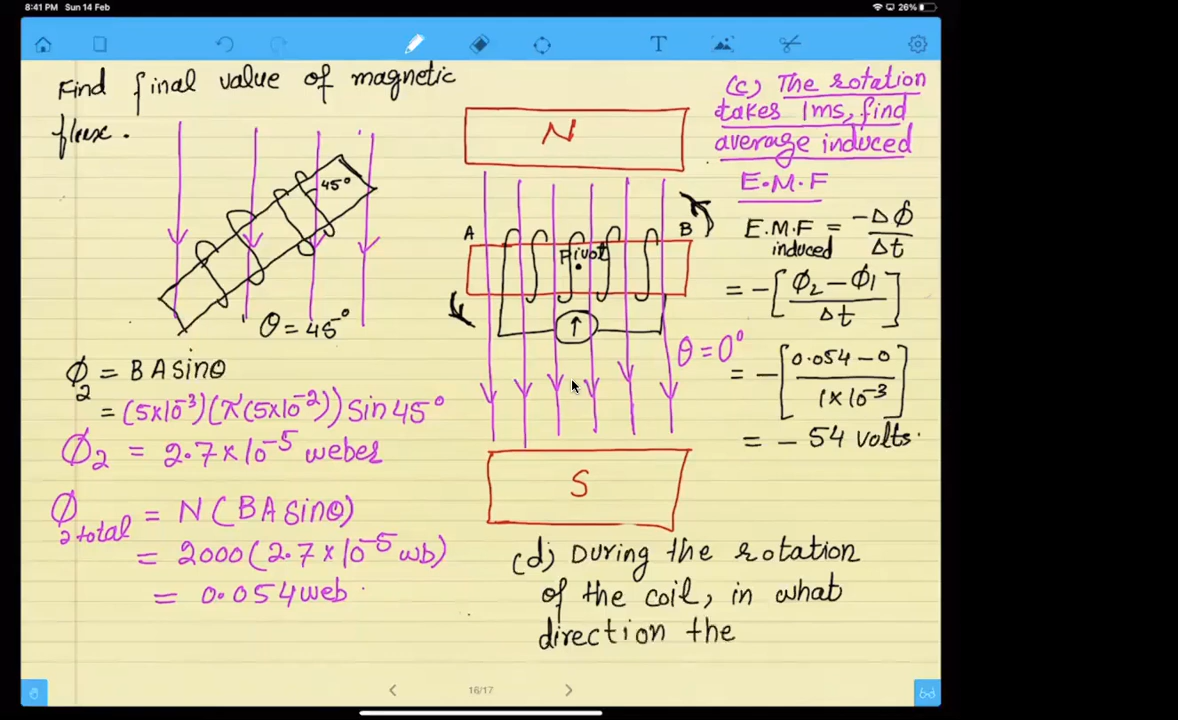 8:41 PM Sun 14 Feb
26%
T
Find final value of magnetic
flux.
45°
θ = 45°
ϕ₂ = BA sinθ
= (5×10⁻³)(π(5×10⁻²)) Sin 45°
ϕ₂ = 2.7×10⁻⁵ weber
ϕ₂ total = N (BA sinθ)
= 2000 (2.7×10⁻⁵ wb)
= 0.054 web
N
A
B
Pivot
θ = 0°
S
(c) The rotation
takes 1ms, find
average induced
E.M.F
E.M.F induced = -Δϕ/Δt
= -[ϕ₂ - ϕ₁/Δt]
= -[0.054 - 0/1×10⁻³]
= - 54 volts.
(d) During the rotation
of the coil, in what
direction the
16/17